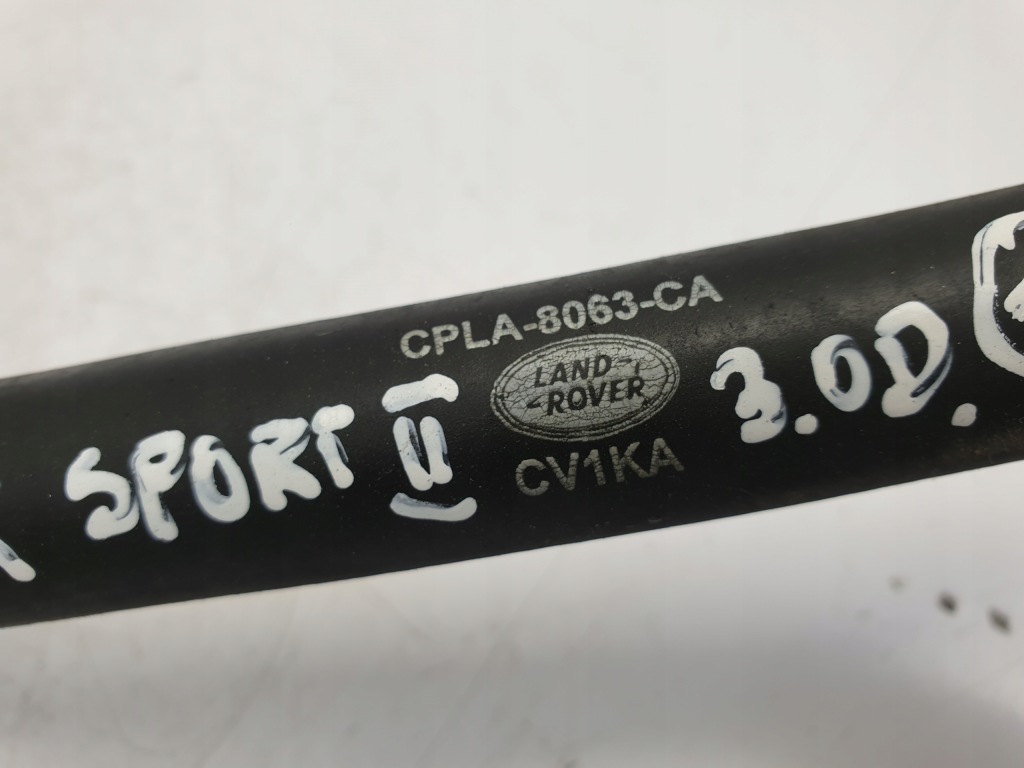 CPLA-8063-CA
LAND-
-ROVER
CV1KA
SPORT II
3.0D.